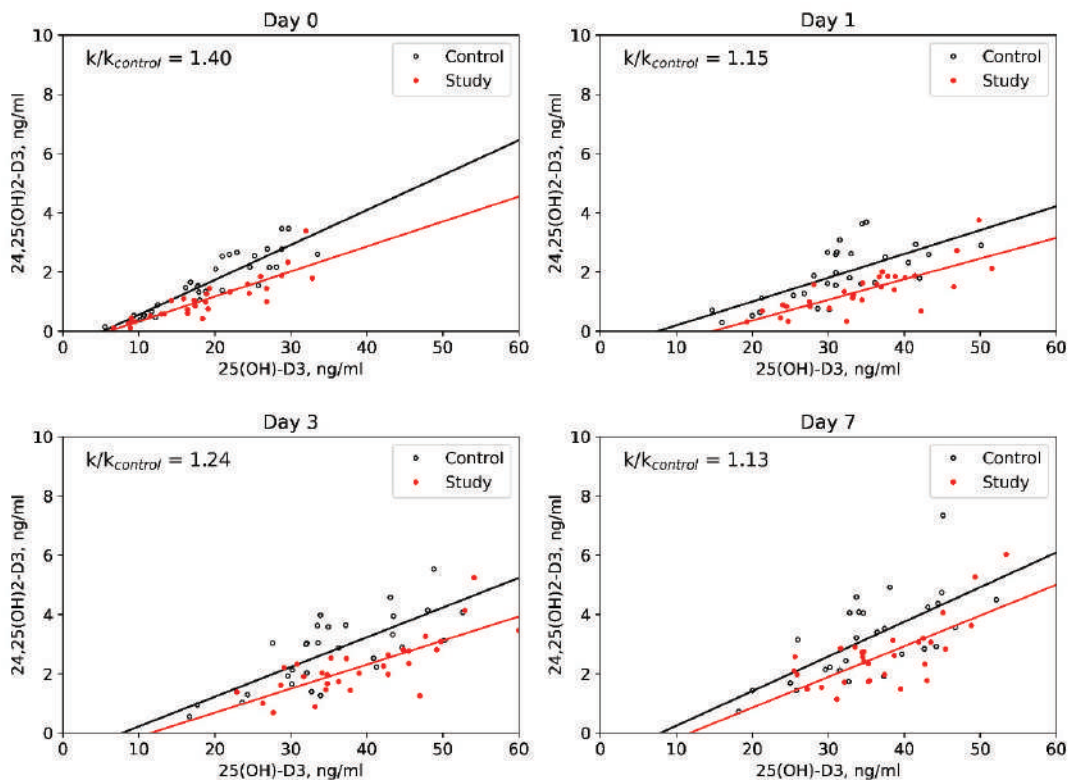 Day 0
k/kcontrol = 1.40
Control
Study
24,25(OH)2-D3, ng/ml
10
8
6
4
2
0
0 10 20 30 40 50 60
25(OH)-D3, ng/ml
Day 1
k/kcontrol = 1.15
Control
Study
24,25(OH)2-D3, ng/ml
10
8
6
4
2
0
0 10 20 30 40 50 60
25(OH)-D3, ng/ml
Day 3
k/kcontrol = 1.24
Control
Study
24,25(OH)2-D3, ng/ml
10
8
6
4
2
0
0 10 20 30 40 50 60
25(OH)-D3, ng/ml
Day 7
k/kcontrol = 1.13
Control
Study
24,25(OH)2-D3, ng/ml
10
8
6
4
2
0
0 10 20 30 40 50 60
25(OH)-D3, ng/ml